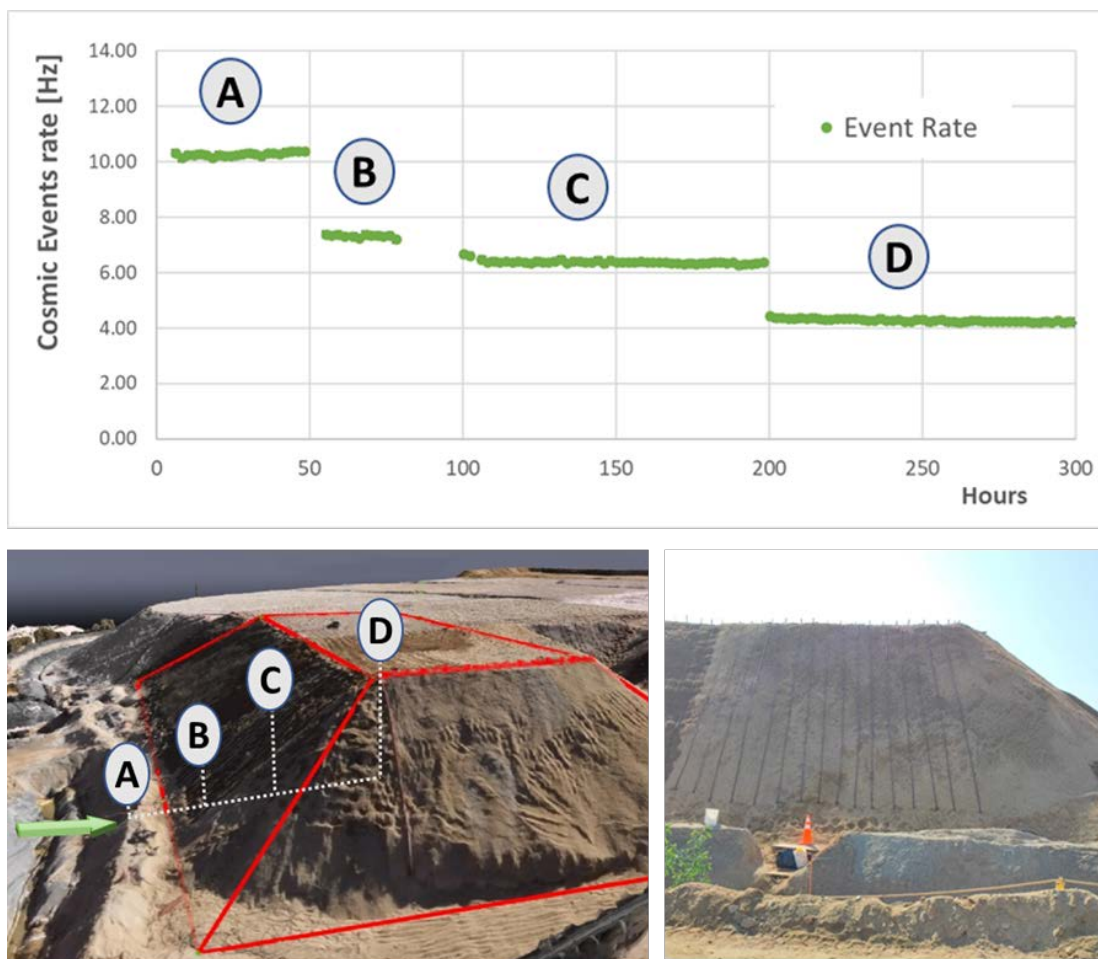 Cosmic Events rate [Hz]
14.00
12.00
10.00
8.00
6.00
4.00
2.00
0.00
A
B
C
D
Event Rate
0 50 100 150 200 250 300
Hours
A
B
C
D